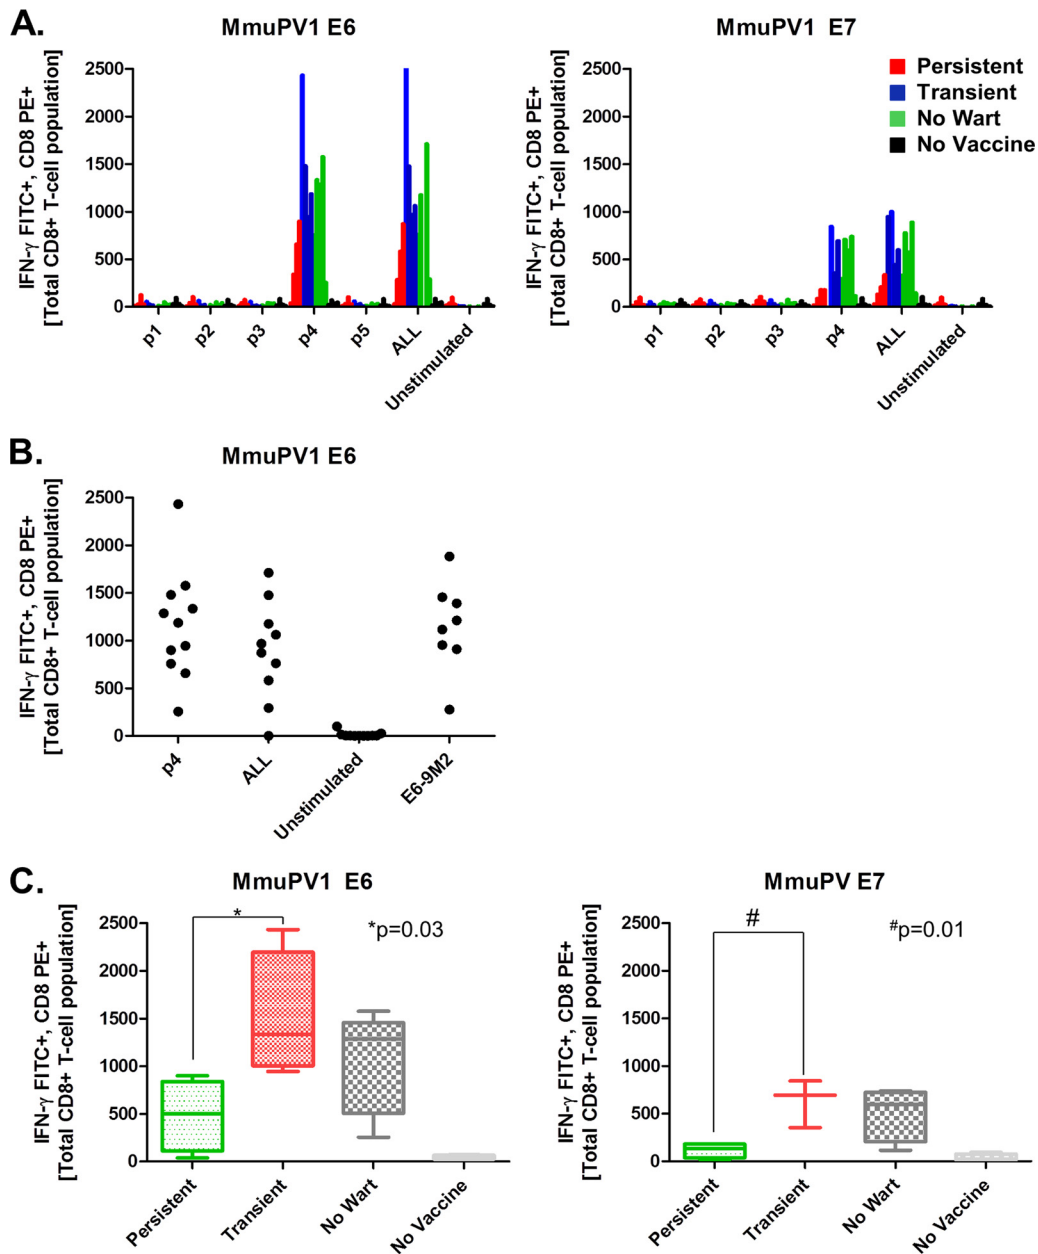 A.
MmuPV1 E6
IFN-γ FITC+, CD8 PE+
[Total CD8+ T-cell population]
2500
2000
1500
1000
500
0
p1
p2
p3
p4
p5
ALL
Unstimulated
MmuPV1 E7
IFN-γ FITC+, CD8 PE+
[Total CD8+ T-cell population]
2500
2000
1500
1000
500
0
p1
p2
p3
p4
ALL
Unstimulated
Persistent
Transient
No Wart
No Vaccine
B.
MmuPV1 E6
IFN-γ FITC+, CD8 PE+
[Total CD8+ T-cell population]
2500
2000
1500
1000
500
0
p4
ALL
Unstimulated
E6-9M2
C.
MmuPV1 E6
IFN-γ FITC+, CD8 PE+
[Total CD8+ T-cell population]
2500
2000
1500
1000
500
0
*
*p=0.03
Persistent
Transient
No Wart
No Vaccine
MmuPV E7
IFN-γ FITC+, CD8 PE+
[Total CD8+ T-cell population]
2500
2000
1500
1000
500
0
#
#p=0.01
Persistent
Transient
No Wart
No Vaccine